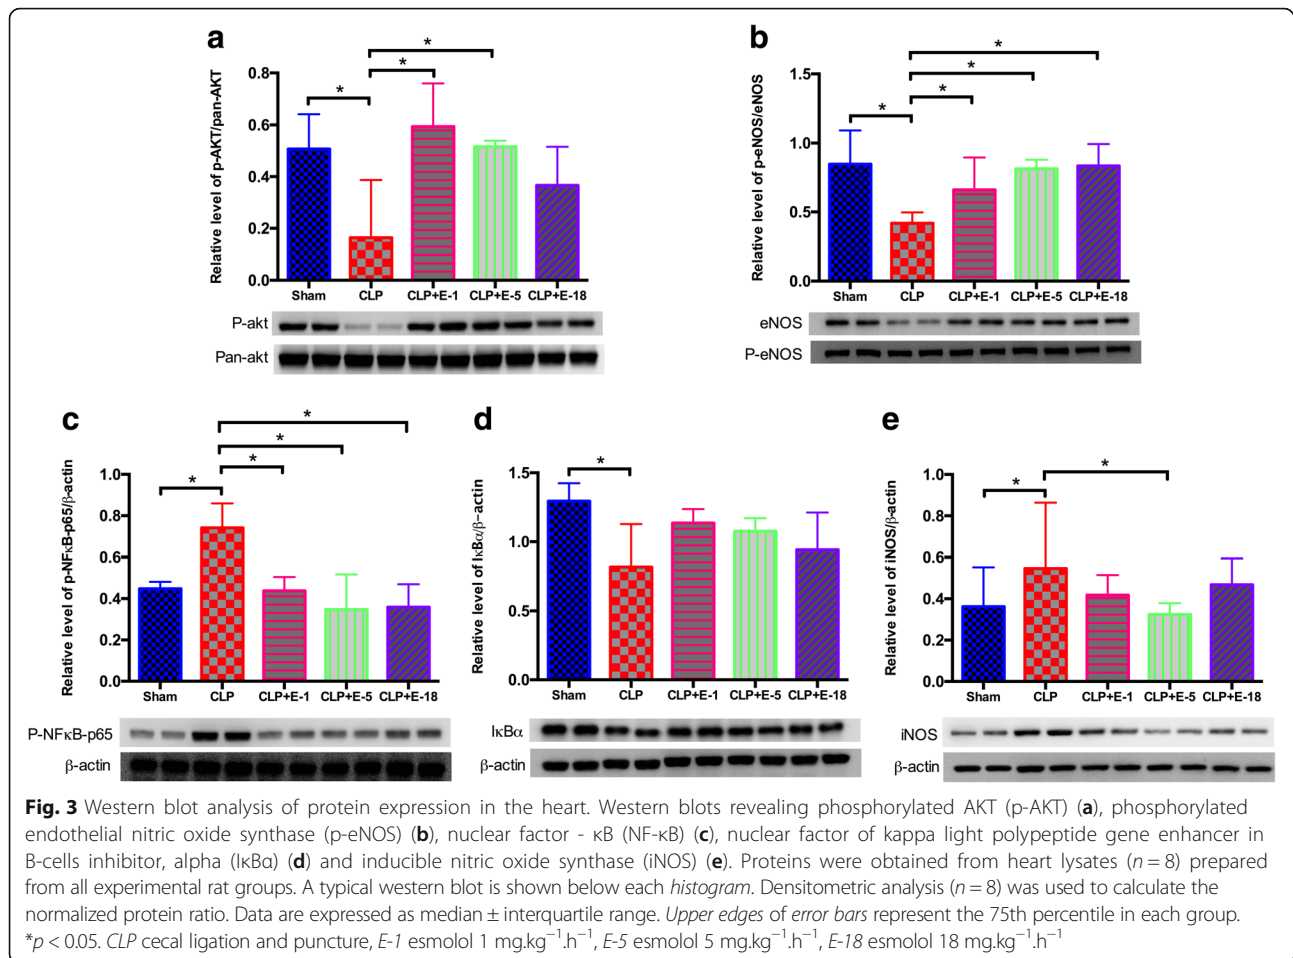 a
*
*
*
Relative level of p-AKT/pan-AKT
0.8
0.6
0.4
0.2
0.0
Sham CLP CLP+E-1 CLP+E-5 CLP+E-18
P-akt
Pan-akt
b
*
*
*
*
Relative level of p-eNOS/eNOS
1.5
1.0
0.5
0.0
Sham CLP CLP+E-1 CLP+E-5 CLP+E-18
eNOS
P-eNOS
c
*
*
*
*
Relative level of p-NFκB-p65/β-actin
1.0
0.8
0.6
0.4
0.2
0.0
Sham CLP CLP+E-1 CLP+E-5 CLP+E-18
P-NFκB-p65
β-actin
d
*
Relative level of IκBα/β-actin
1.5
1.0
0.5
0.0
Sham CLP CLP+E-1 CLP+E-5 CLP+E-18
IκBα
β-actin
e
*
*
Relative level of iNOS/β-actin
1.0
0.8
0.6
0.4
0.2
0.0
Sham CLP CLP+E-1 CLP+E-5 CLP+E-18
iNOS
β-actin
Fig. 3 Western blot analysis of protein expression in the heart. Western blots revealing phosphorylated AKT (p-AKT) (a), phosphorylated
endothelial nitric oxide synthase (p-eNOS) (b), nuclear factor - κB (NF-κB) (c), nuclear factor of kappa light polypeptide gene enhancer in
B-cells inhibitor, alpha (IκBα) (d) and inducible nitric oxide synthase (iNOS) (e). Proteins were obtained from heart lysates (n = 8) prepared
from all experimental rat groups. A typical western blot is shown below each histogram. Densitometric analysis (n = 8) was used to calculate the
normalized protein ratio. Data are expressed as median ± interquartile range. Upper edges of error bars represent the 75th percentile in each group.
*p < 0.05. CLP cecal ligation and puncture, E-1 esmolol 1 mg.kg⁻¹.h⁻¹, E-5 esmolol 5 mg.kg⁻¹.h⁻¹, E-18 esmolol 18 mg.kg⁻¹.h⁻¹